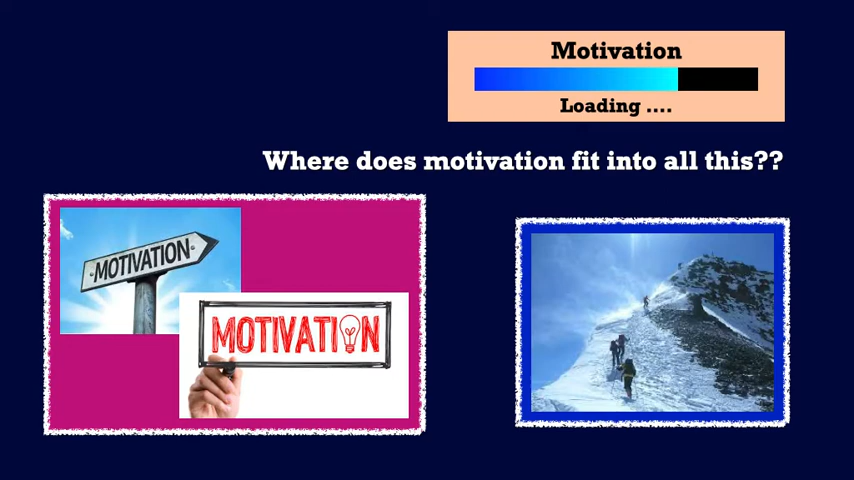 Motivation
Loading ....
Where does motivation fit into all this??
-MOTIVATION-
MOTIVATION